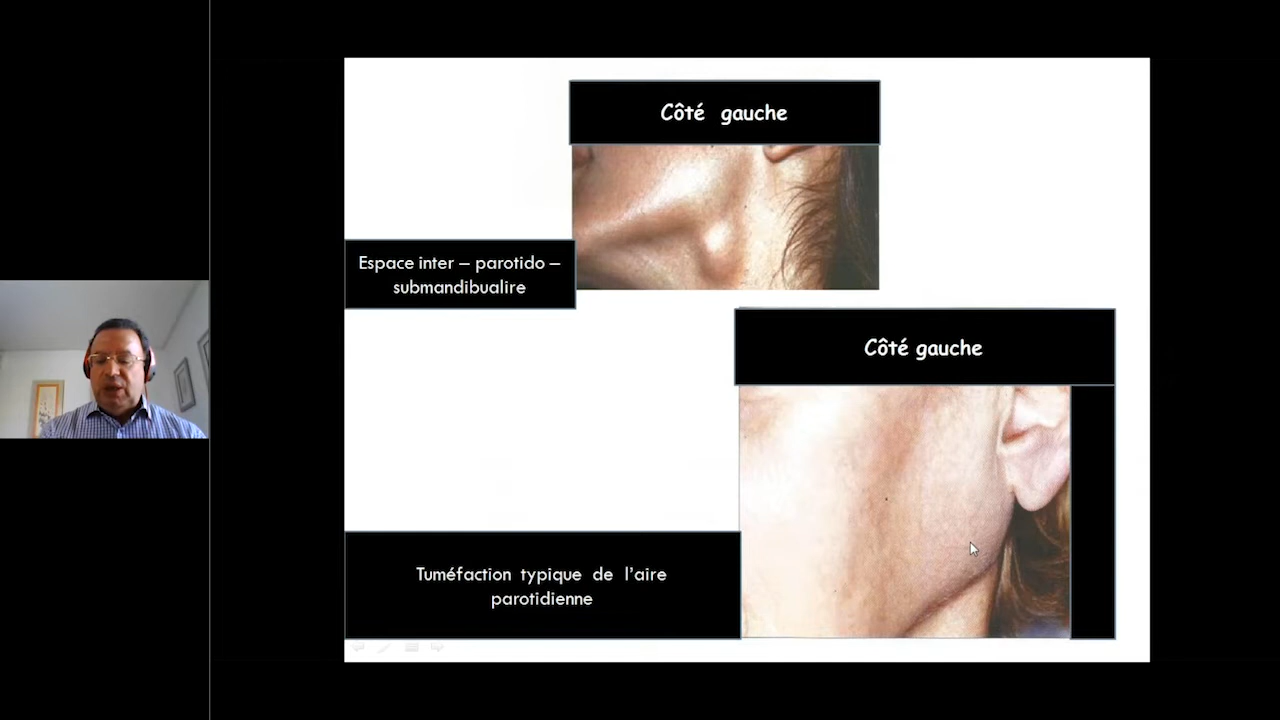 Côté gauche
Espace inter – parotido –
submandibualire
Côté gauche
Tuméfaction typique de l'aire
parotidienne